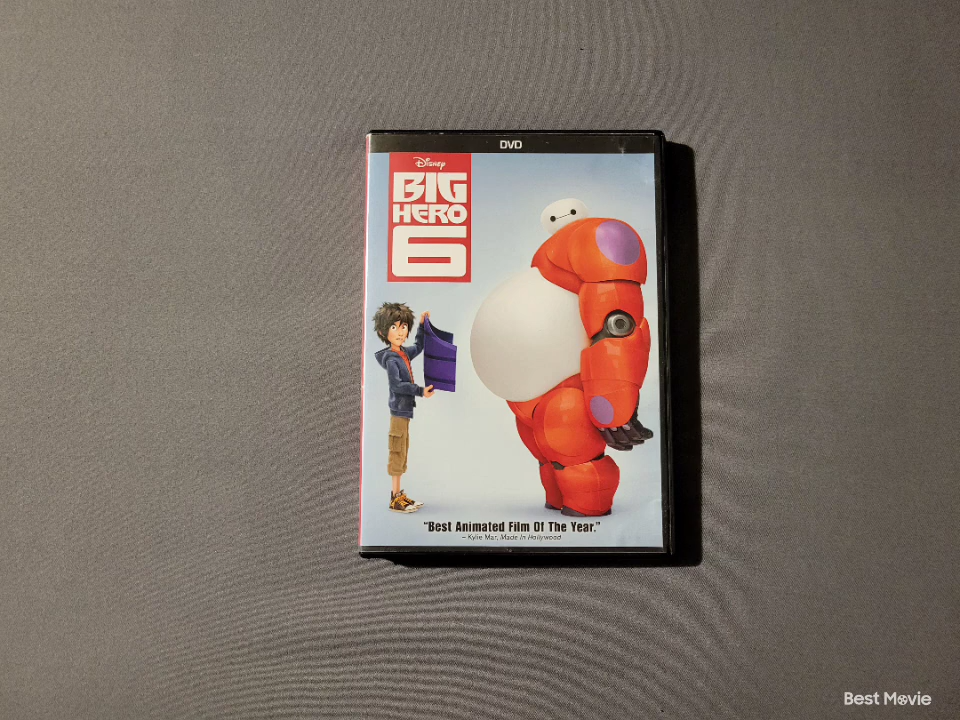 DVD
Disney
BIG
HERO
6
"Best Animated Film Of The Year."
– Kylie Mar, Made In Hollywood
Best Movie